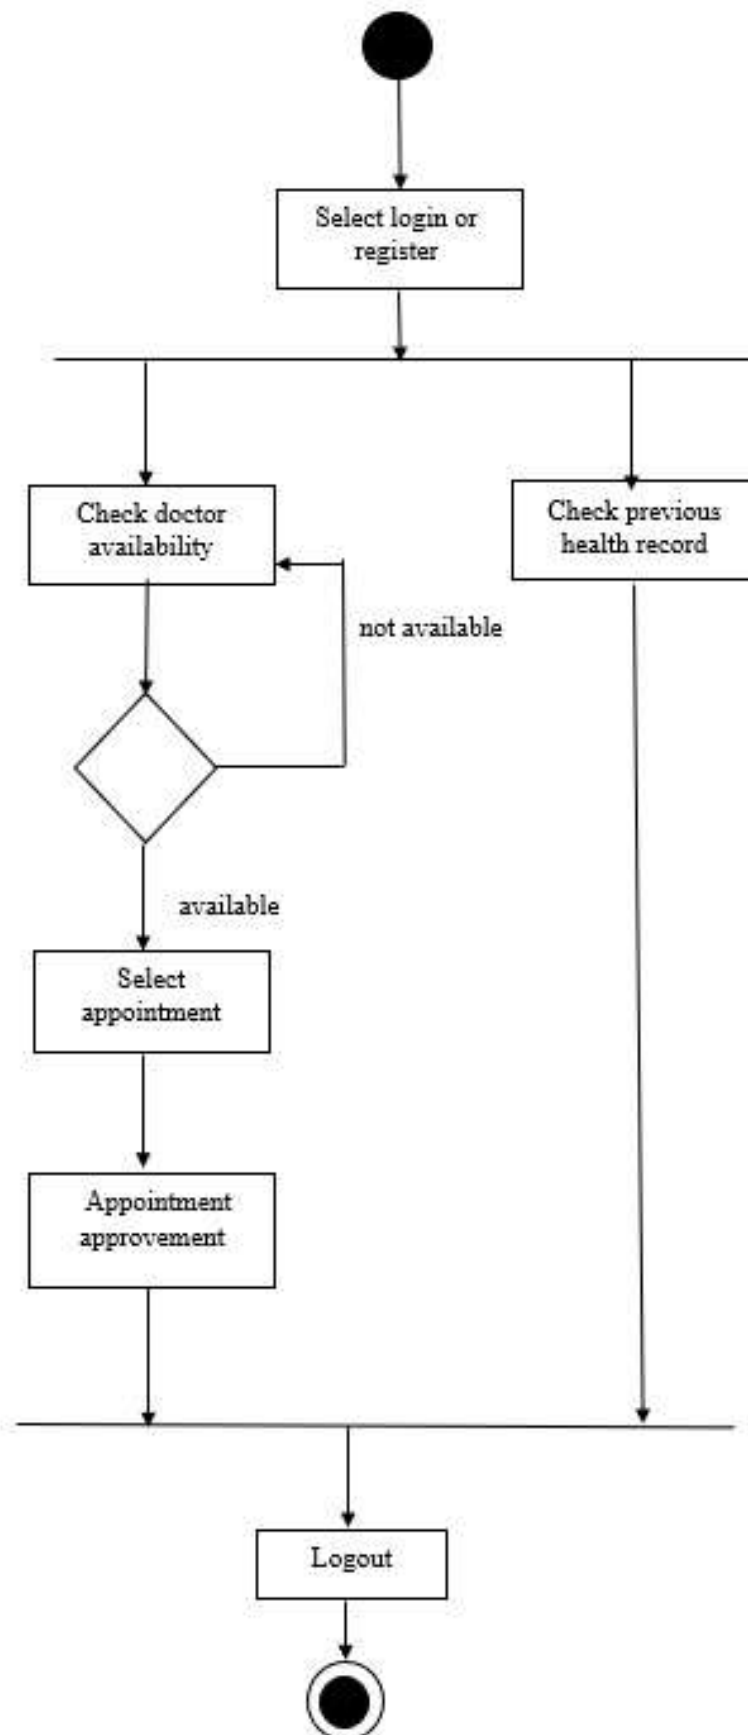 Select login or
register
Check doctor
availability
Check previous
health record
not available
available
Select
appointment
Appointment
approvement
Logout